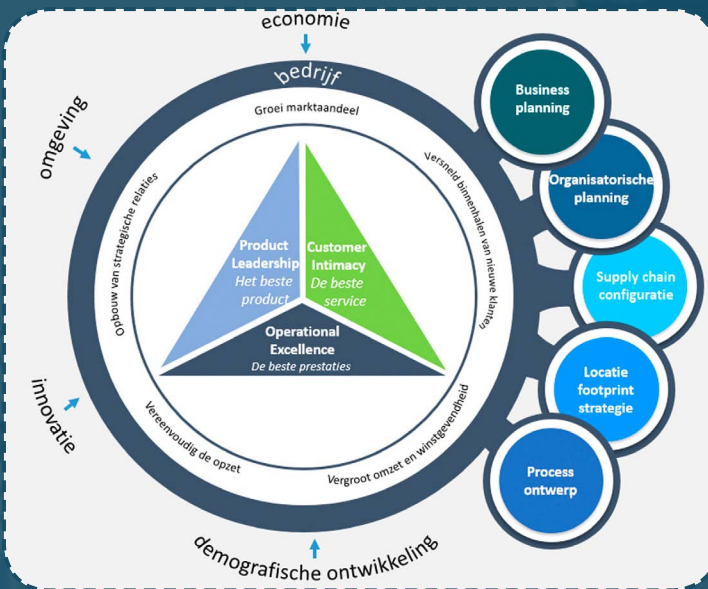 economie
omgeving
innovatie
demografische ontwikkeling
bedrijf
Groei marktaandeel
Versneld binnenhalen van nieuwe klanten
Vergroot omzet en winstgevendheid
Vereenvoudig de opzet
Opbouw van strategische relaties
Product
Leadership
Het beste
product
Customer
Intimacy
De beste
service
Operational
Excellence
De beste prestaties
Business
planning
Organisatorische
planning
Supply chain
configuratie
Locatie
footprint
strategie
Process
ontwerp